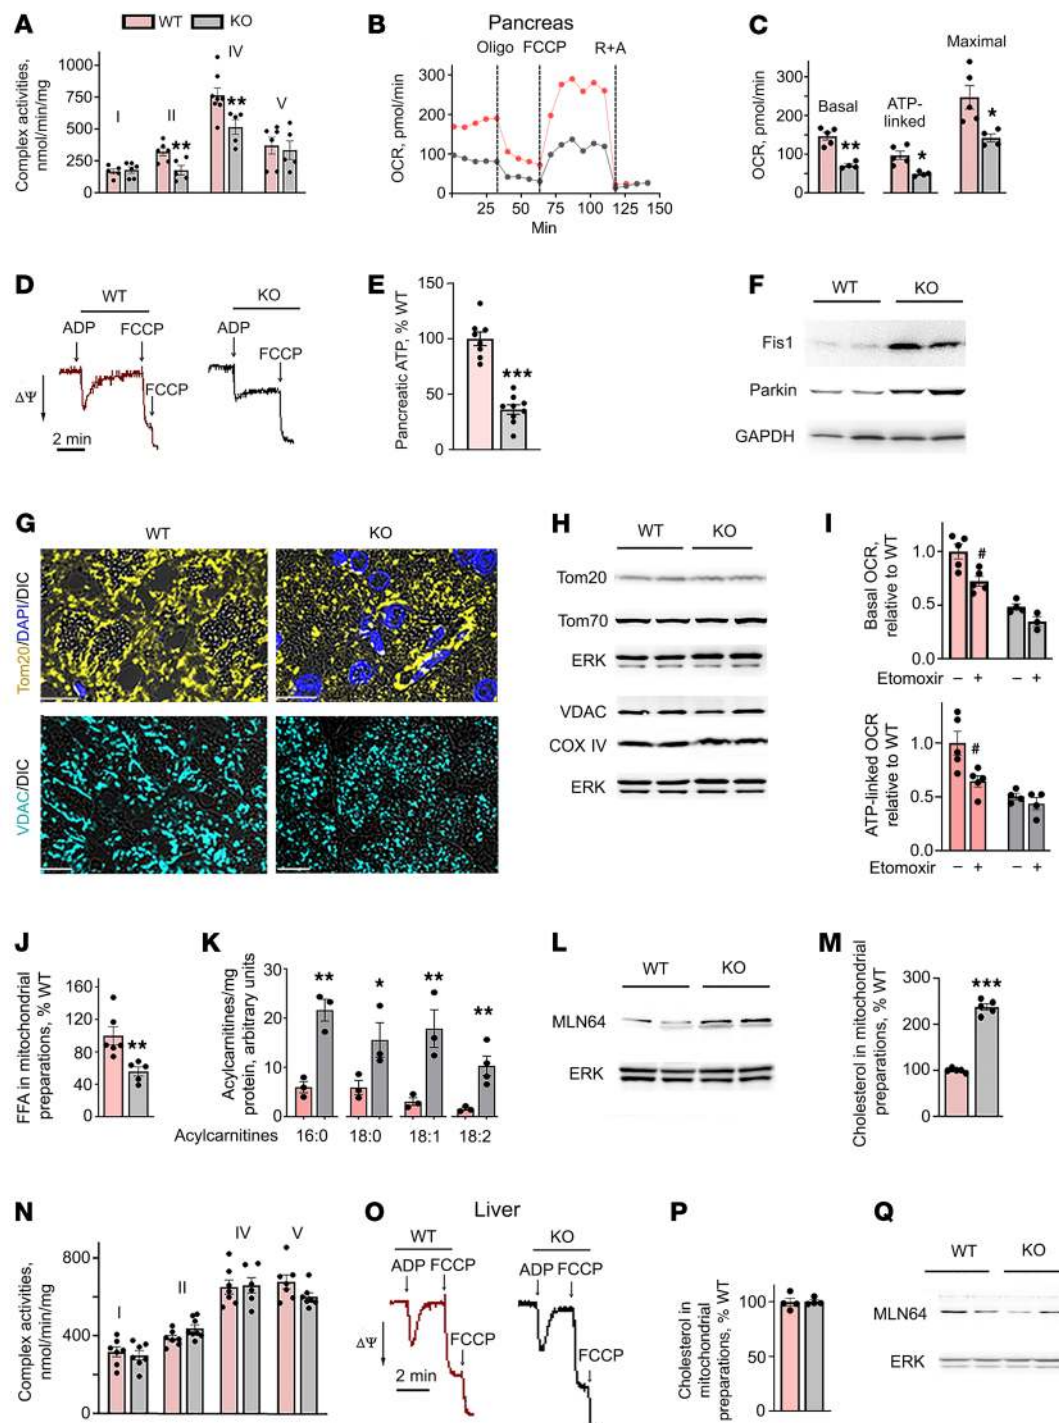 A
WT KO
Complex activities,
nmol/min/mg
1000
750
500
250
I
II
**
IV
**
V
B
Pancreas
Oligo FCCP R+A
OCR, pmol/min
300
200
100
0
25 50 75 100 125 150
Min
C
OCR, pmol/min
300
200
100
0
Basal
**
ATP-
linked
*
Maximal
*
D
WT
ADP FCCP
FCCP
ΔΨ
2 min
KO
ADP
FCCP
E
Pancreatic ATP, % WT
150
100
50
0
***
F
WT KO
Fis1
Parkin
GAPDH
G
WT KO
Tom20/DAPI/DIC
VDAC/DIC
H
WT KO
Tom20
Tom70
ERK
VDAC
COX IV
ERK
I
Basal OCR,
relative to WT
1.0
0.5
0.0
#
Etomoxir – + – +
ATP-linked OCR
relative to WT
1.0
0.5
0.0
#
Etomoxir – + – +
J
FFA in mitochondrial
preparations, % WT
160
120
80
40
0
**
K
Acylcarnitines/mg
protein, arbitrary units
30
20
10
0
** * ** **
Acylcarnitines 16:0 18:0 18:1 18:2
L
WT KO
MLN64
ERK
M
Cholesterol in mitochondrial
preparations, % WT
300
200
100
0
***
N
Complex activities,
nmol/min/mg
800
400
0
I
II
IV
V
O
Liver
WT KO
ADP FCCP ADP FCCP
FCCP FCCP
ΔΨ
2 min
P
Cholesterol in
mitochondrial
preparations, % WT
100
50
0
Q
WT KO
MLN64
ERK